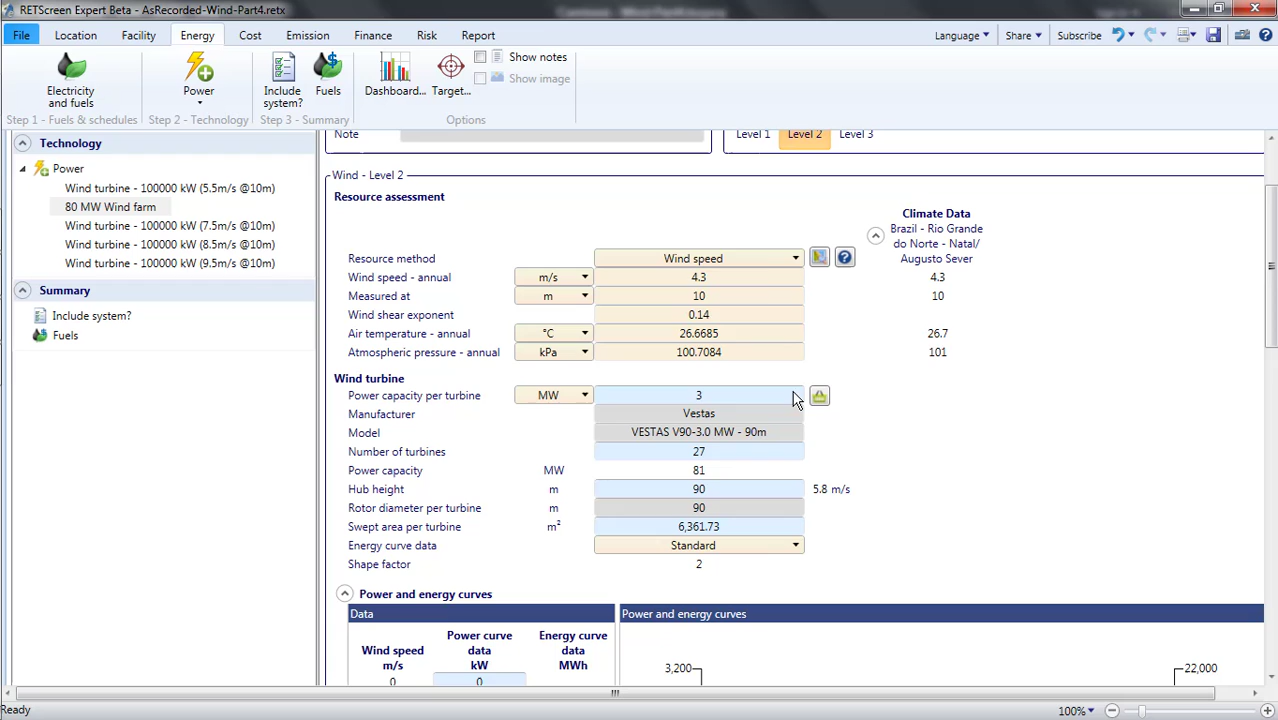 RETScreen Expert Beta - AsRecorded-Wind-Part4.retx
File Location Facility Energy Cost Emission Finance Risk Report Language Share Subscribe
Electricity and fuels
Power
Include system?
Fuels
Dashboard...
Target...
Show notes
Show image
Step 1 - Fuels & schedules Step 2 - Technology Step 3 - Summary Options
Technology
Power
Wind turbine - 100000 kW (5.5m/s @10m)
80 MW Wind farm
Wind turbine - 100000 kW (7.5m/s @10m)
Wind turbine - 100000 kW (8.5m/s @10m)
Wind turbine - 100000 kW (9.5m/s @10m)
Summary
Include system?
Fuels
Note Level 1 Level 2 Level 3
Wind - Level 2
Resource assessment
Climate Data
Brazil - Rio Grande
do Norte - Natal/
Augusto Sever
Resource method Wind speed
Wind speed - annual m/s 4.3 4.3
Measured at m 10 10
Wind shear exponent 0.14
Air temperature - annual °C 26.6685 26.7
Atmospheric pressure - annual kPa 100.7084 101
Wind turbine
Power capacity per turbine MW 3
Manufacturer Vestas
Model VESTAS V90-3.0 MW - 90m
Number of turbines 27
Power capacity MW 81
Hub height m 90 5.8 m/s
Rotor diameter per turbine m 90
Swept area per turbine m² 6,361.73
Energy curve data Standard
Shape factor 2
Power and energy curves
Data Power and energy curves
Wind speed m/s
Power curve data kW
Energy curve data MWh
0 0
3,200 22,000
Ready 100%